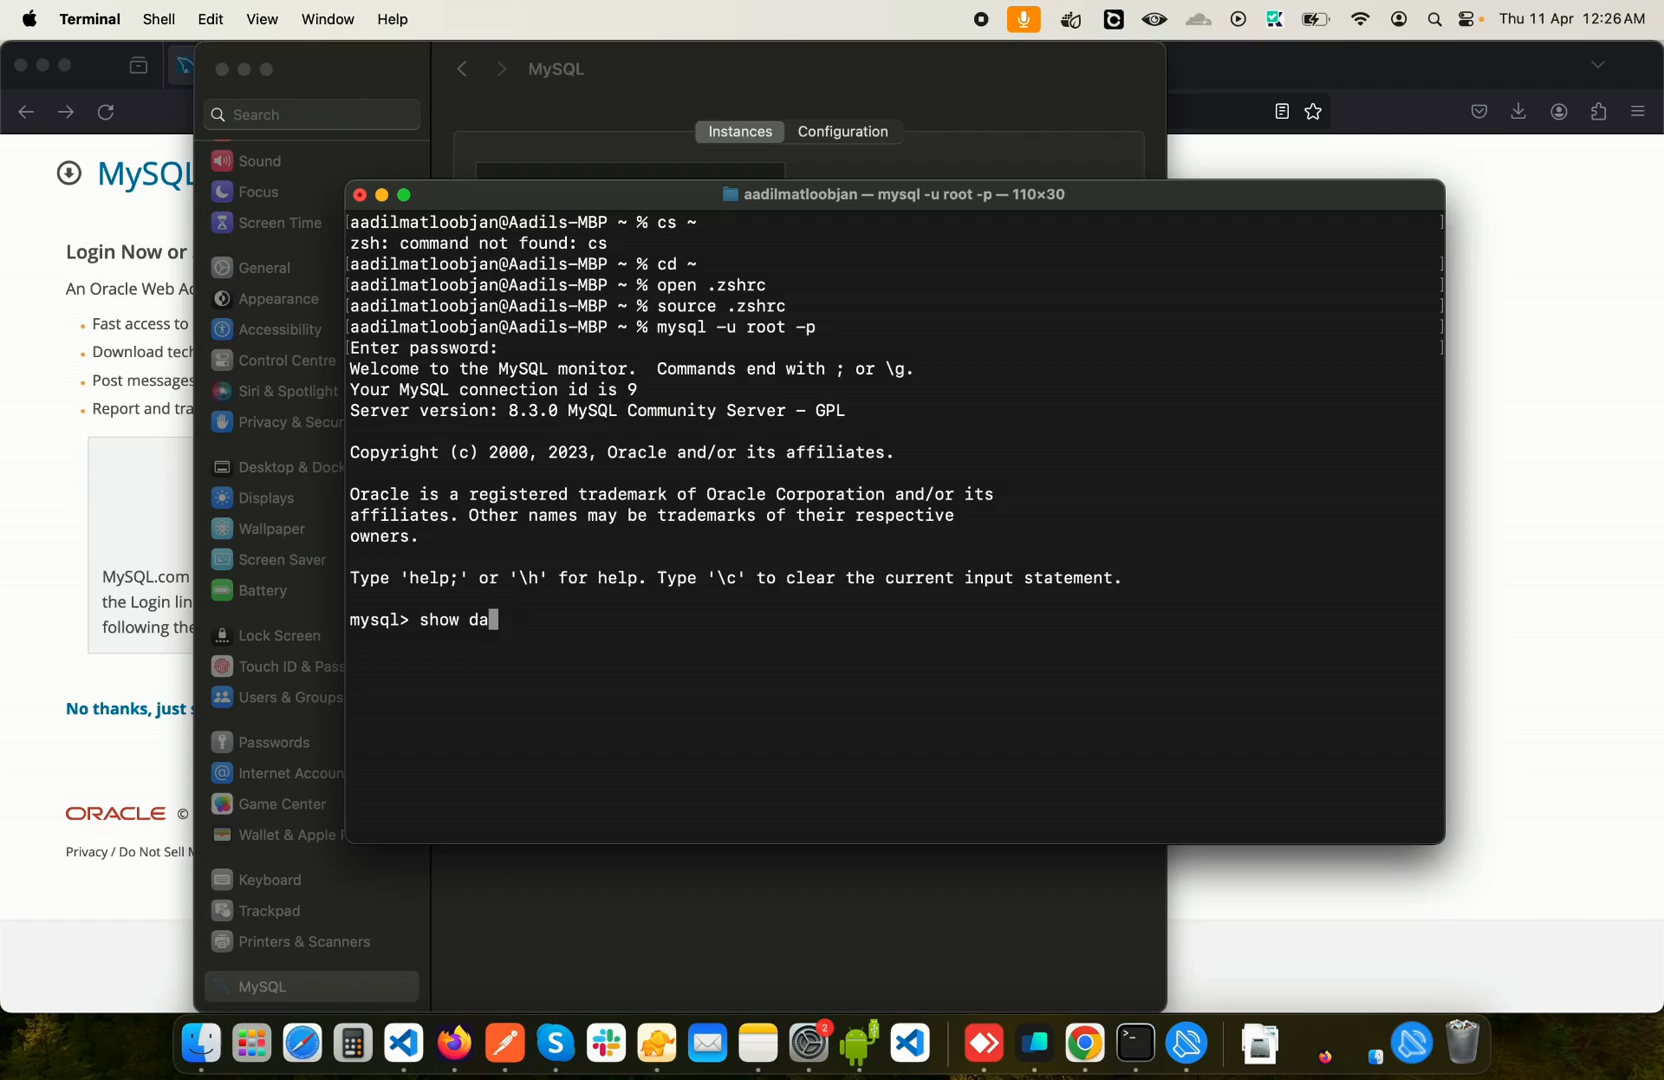 Terminal Shell Edit View Window Help Thu 11 Apr 12:26 AM
MySQL
Search
Instances Configuration
Sound
Focus
Screen Time
General
Appearance
Accessibility
Control Centre
Siri & Spotlight
Privacy & Secur
Desktop & Dock
Displays
Wallpaper
Screen Saver
Battery
Lock Screen
Touch ID & Pass
Users & Groups
Passwords
Internet Accoun
Game Center
Wallet & Apple P
Keyboard
Trackpad
Printers & Scanners
MySQL
MySQL
Login Now or
An Oracle Web Ac
• Fast access to
• Download tech
• Post messages
• Report and tra
MySQL.com
the Login lin
following the
No thanks, just s
ORACLE ©
Privacy / Do Not Sell M
aadilmatloobjan — mysql -u root -p — 110×30
aadilmatloobjan@Aadils-MBP ~ % cs ~
zsh: command not found: cs
aadilmatloobjan@Aadils-MBP ~ % cd ~
aadilmatloobjan@Aadils-MBP ~ % open .zshrc
aadilmatloobjan@Aadils-MBP ~ % source .zshrc
aadilmatloobjan@Aadils-MBP ~ % mysql -u root -p
Enter password:
Welcome to the MySQL monitor.  Commands end with ; or \g.
Your MySQL connection id is 9
Server version: 8.3.0 MySQL Community Server - GPL
Copyright (c) 2000, 2023, Oracle and/or its affiliates.
Oracle is a registered trademark of Oracle Corporation and/or its
affiliates. Other names may be trademarks of their respective
owners.
Type 'help;' or '\h' for help. Type '\c' to clear the current input statement.
mysql> show da
2